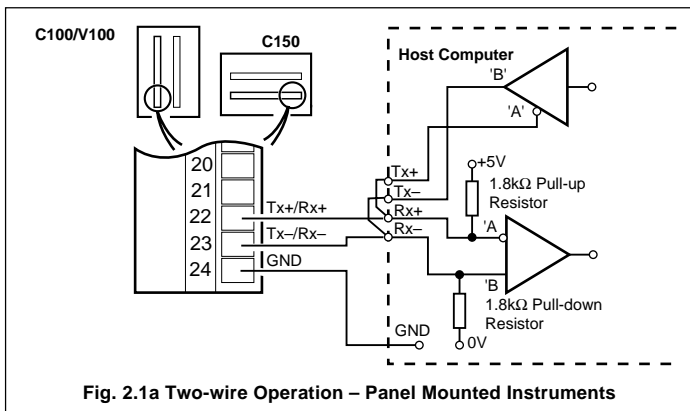 C100/V100
C150
Host Computer
'B'
'A'
+5V
1.8kΩ Pull-up
Resistor
20
21
22
23
24
Tx+/Rx+
Tx–/Rx–
GND
Tx+
Tx–
Rx+
Rx–
'A
'B
1.8kΩ Pull-down
Resistor
GND
0V
Fig. 2.1a Two-wire Operation – Panel Mounted Instruments